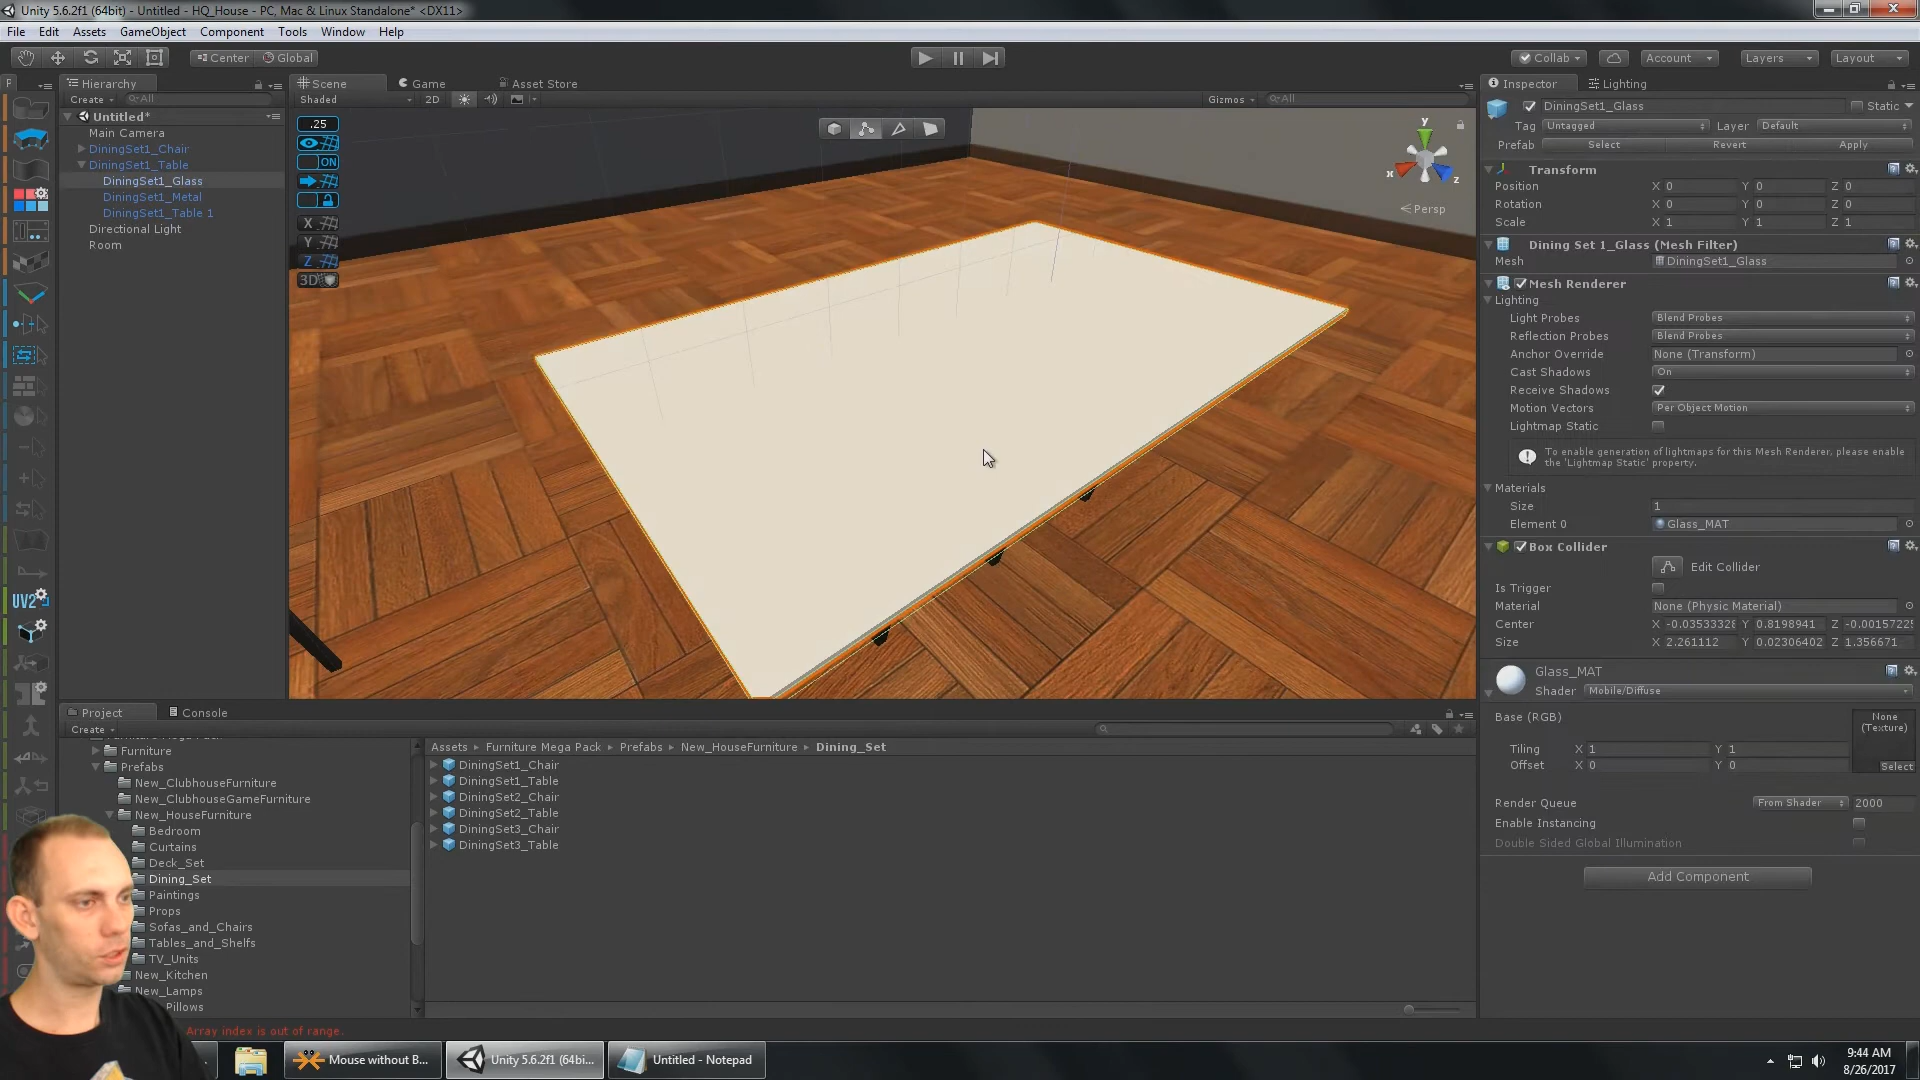 Unity 5.6.2f1 (64bit) - Untitled - HQ_House - PC, Mac & Linux Standalone* <DX11>
File Edit Assets GameObject Component Tools Window Help
Center Global Collab Account Layers Layout
Hierarchy
Create All
Untitled*
Main Camera
DiningSet1_Chair
DiningSet1_Table
DiningSet1_Glass
DiningSet1_Metal
DiningSet1_Table 1
Directional Light
Room
Scene Game Asset Store
Shaded 2D Gizmos All
.25
ON
X
Y
Z
3D
y
x
z
Persp
UV2
Inspector Lighting
DiningSet1_Glass Static
Tag Untagged Layer Default
Prefab Select Revert Apply
Transform
Position X 0 Y 0 Z 0
Rotation X 0 Y 0 Z 0
Scale X 1 Y 1 Z 1
Dining Set 1_Glass (Mesh Filter)
Mesh DiningSet1_Glass
Mesh Renderer
Lighting
Light Probes Blend Probes
Reflection Probes Blend Probes
Anchor Override None (Transform)
Cast Shadows On
Receive Shadows
Motion Vectors Per Object Motion
Lightmap Static
To enable generation of lightmaps for this Mesh Renderer, please enable
the 'Lightmap Static' property.
Materials
Size 1
Element 0 Glass_MAT
Box Collider
Edit Collider
Is Trigger
Material None (Physic Material)
Center X -0.03533328 Y 0.8198941 Z -0.00157225
Size X 2.261112 Y 0.02306402 Z 1.356671
Glass_MAT
Shader Mobile/Diffuse
Base (RGB) None
(Texture)
Tiling X 1 Y 1
Offset X 0 Y 0 Select
Render Queue From Shader 2000
Enable Instancing
Double Sided Global Illumination
Add Component
Project Console
Create
Furniture
Prefabs
New_ClubhouseFurniture
New_ClubhouseGameFurniture
New_HouseFurniture
Bedroom
Curtains
Deck_Set
Dining_Set
Paintings
Props
Sofas_and_Chairs
Tables_and_Shelfs
TV_Units
New_Kitchen
New_Lamps
Pillows
Assets Furniture Mega Pack Prefabs New_HouseFurniture Dining_Set
DiningSet1_Chair
DiningSet1_Table
DiningSet2_Chair
DiningSet2_Table
DiningSet3_Chair
DiningSet3_Table
Array index is out of range.
Mouse without B... Unity 5.6.2f1 (64bi... Untitled - Notepad
9:44 AM
8/26/2017